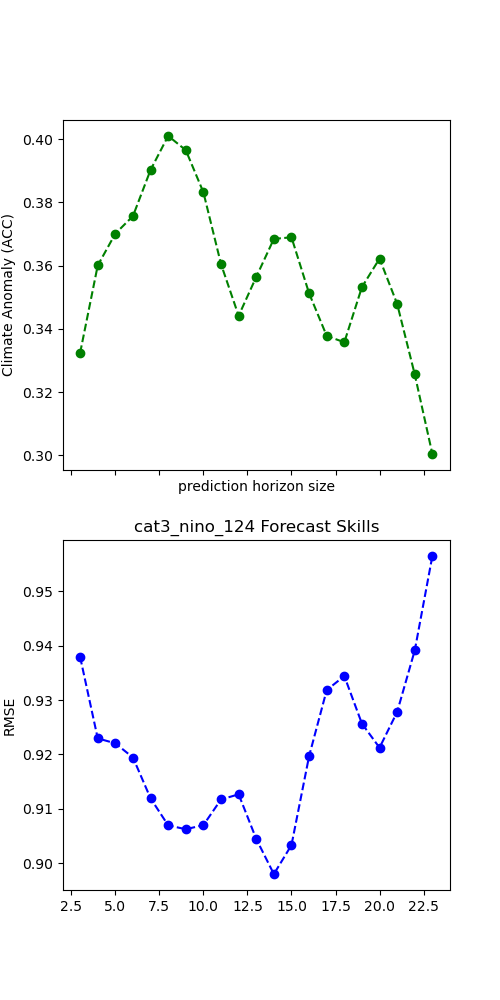 0.40
0.38
0.36
0.34
0.32
0.30
Climate Anomaly (ACC)
prediction horizon size
cat3_nino_124 Forecast Skills
0.95
0.94
0.93
0.92
0.91
0.90
RMSE
2.5 5.0 7.5 10.0 12.5 15.0 17.5 20.0 22.5